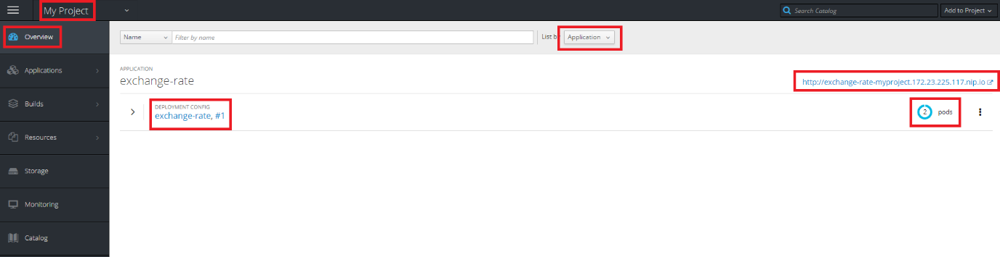 My Project
Search Catalog
Add to Project
Overview
Name
Filter by name
List by
Application
Applications
APPLICATION
exchange-rate
http://exchange-rate-myproject.172.23.225.117.nip.io
Builds
DEPLOYMENT CONFIG
exchange-rate, #1
2 pods
Resources
Storage
Monitoring
Catalog